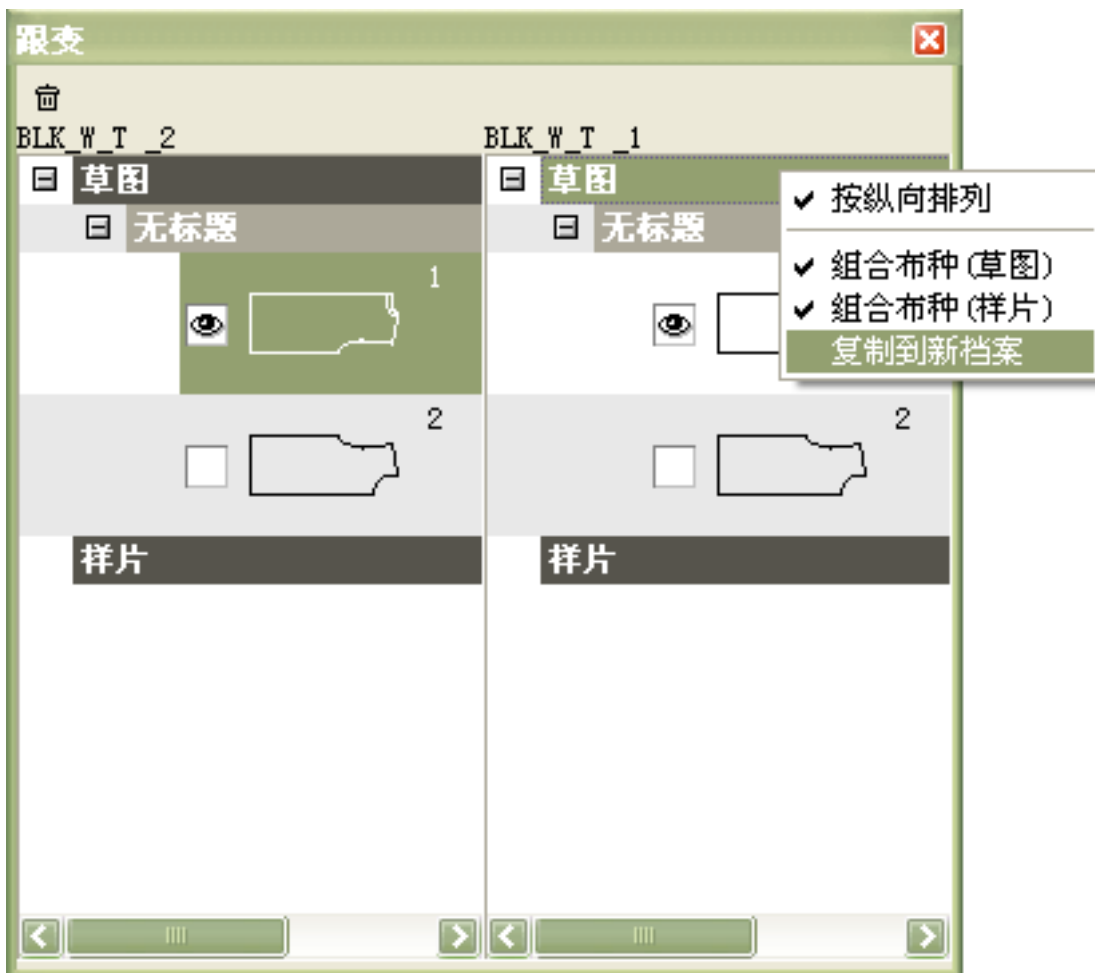 跟变
BLK_W_T _2
BLK_W_T _1
草图
无标题
1
2
样片
草图
无标题
2
样片
按纵向排列
组合布种(草图)
组合布种(样片)
复制到新档案